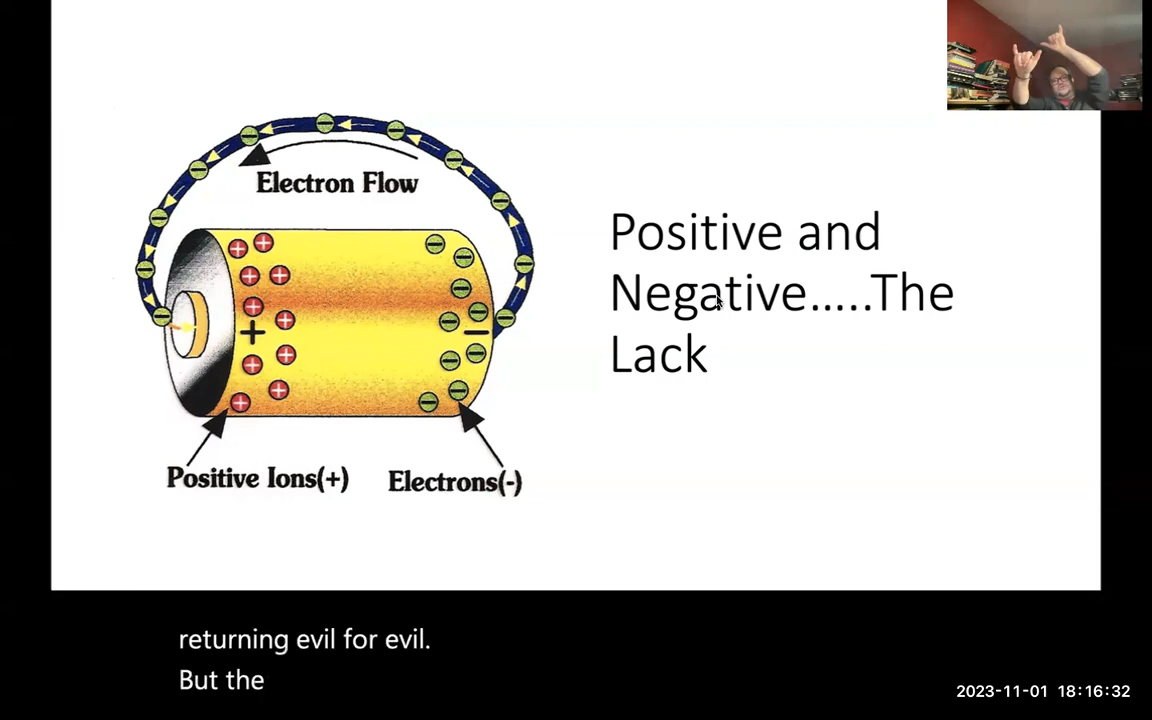 Electron Flow
+
−
Positive Ions(+)
Electrons(-)
Positive and
Negative.....The
Lack
returning evil for evil.
But the
2023-11-01 18:16:32